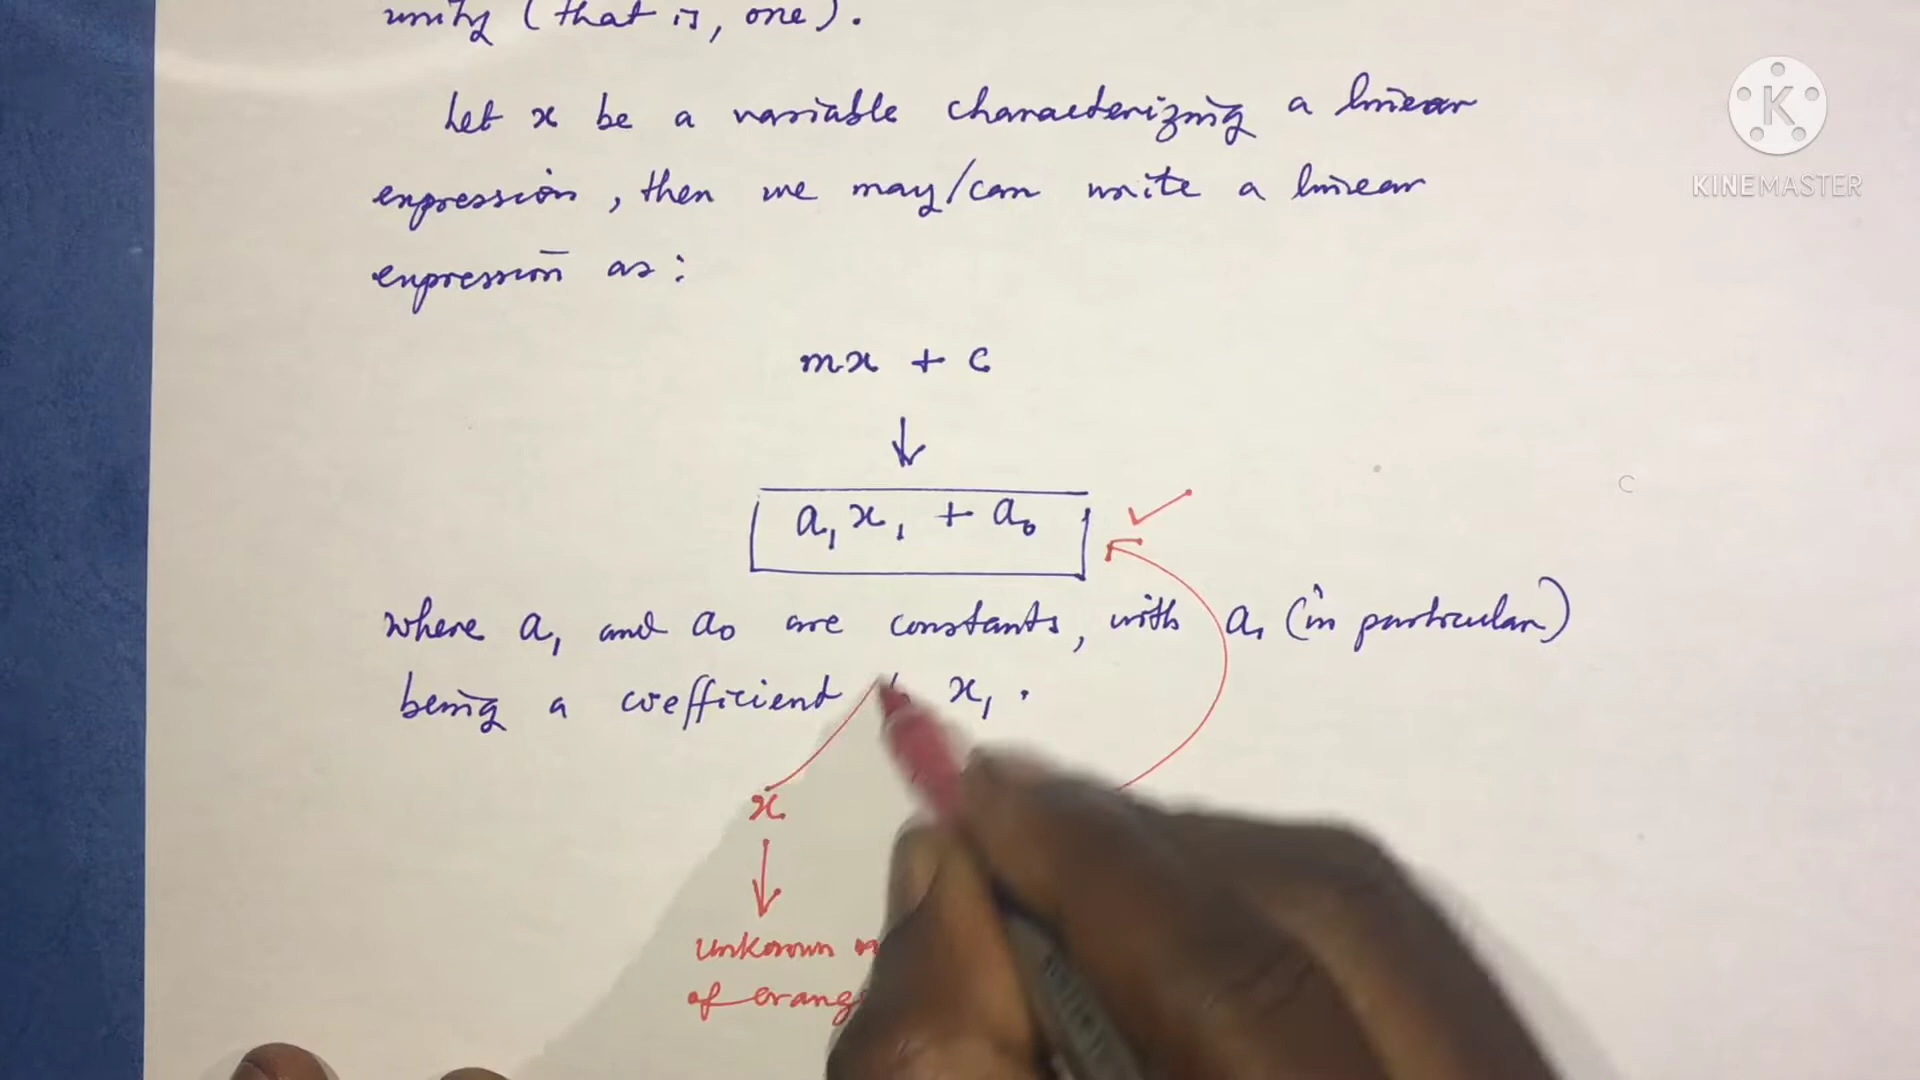 unity (that is, one).
Let x be a variable characterizing a linear
expression, then we may/can write a linear
expression as:
mx + c
↓
a₁x₁ + a₀
where a₁ and a₀ are constants, with a₁ (in particular)
being a coefficient x₁.
x
unknown
of
K
KINEMASTER